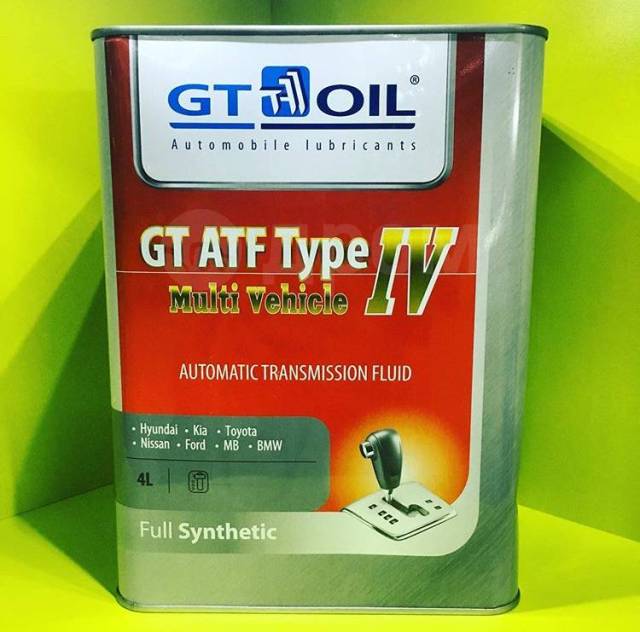 GT OIL®
Automobile lubricants
GT ATF Type IV
Multi Vehicle
AUTOMATIC TRANSMISSION FLUID
• Hyundai • Kia • Toyota
• Nissan • Ford • MB • BMW
4L
Full Synthetic